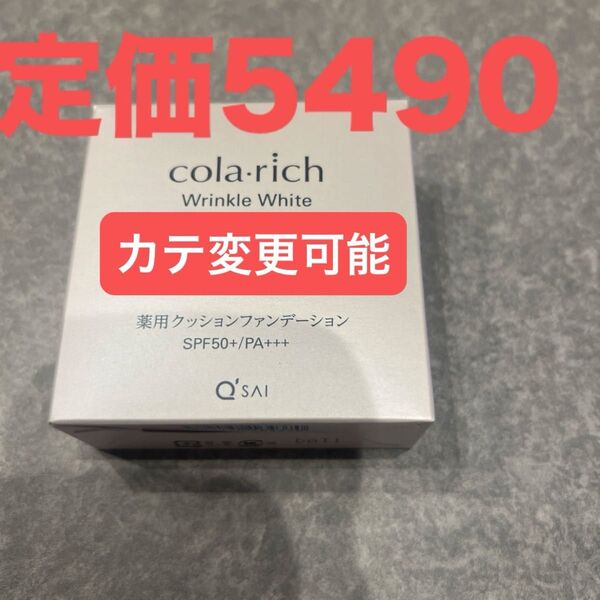 定価5490
cola·rich
Wrinkle White
カテ変更可能
薬用クッションファンデーション
SPF50+/PA+++
Q'SAI